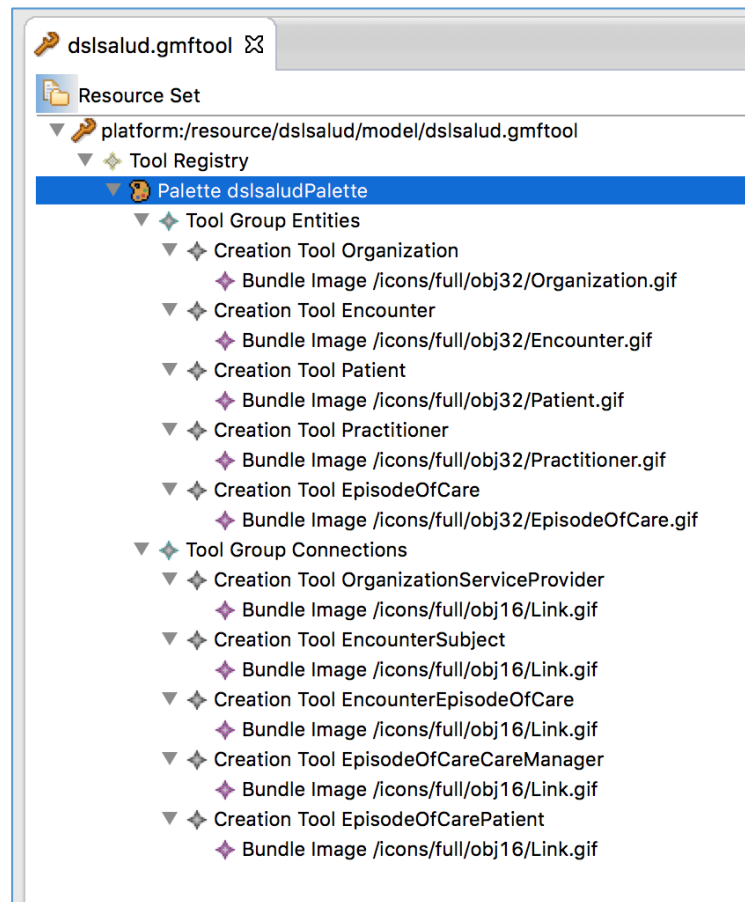 dslsalud.gmftool
Resource Set
platform:/resource/dslsalud/model/dslsalud.gmftool
Tool Registry
Palette dslsaludPalette
Tool Group Entities
Creation Tool Organization
Bundle Image /icons/full/obj32/Organization.gif
Creation Tool Encounter
Bundle Image /icons/full/obj32/Encounter.gif
Creation Tool Patient
Bundle Image /icons/full/obj32/Patient.gif
Creation Tool Practitioner
Bundle Image /icons/full/obj32/Practitioner.gif
Creation Tool EpisodeOfCare
Bundle Image /icons/full/obj32/EpisodeOfCare.gif
Tool Group Connections
Creation Tool OrganizationServiceProvider
Bundle Image /icons/full/obj16/Link.gif
Creation Tool EncounterSubject
Bundle Image /icons/full/obj16/Link.gif
Creation Tool EncounterEpisodeOfCare
Bundle Image /icons/full/obj16/Link.gif
Creation Tool EpisodeOfCareCareManager
Bundle Image /icons/full/obj16/Link.gif
Creation Tool EpisodeOfCarePatient
Bundle Image /icons/full/obj16/Link.gif